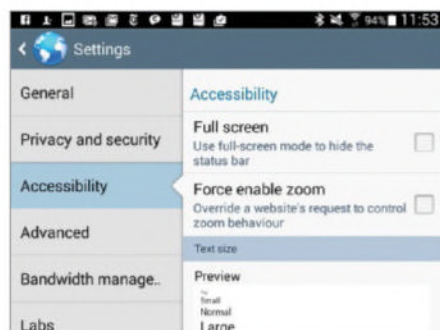 94% 11:53
Settings
General
Privacy and security
Accessibility
Advanced
Bandwidth manage..
Labs
Accessibility
Full screen
Use full-screen mode to hide the
status bar
Force enable zoom
Override a website's request to control
zoom behaviour
Text size
Preview
Tiny
Small
Normal
Large